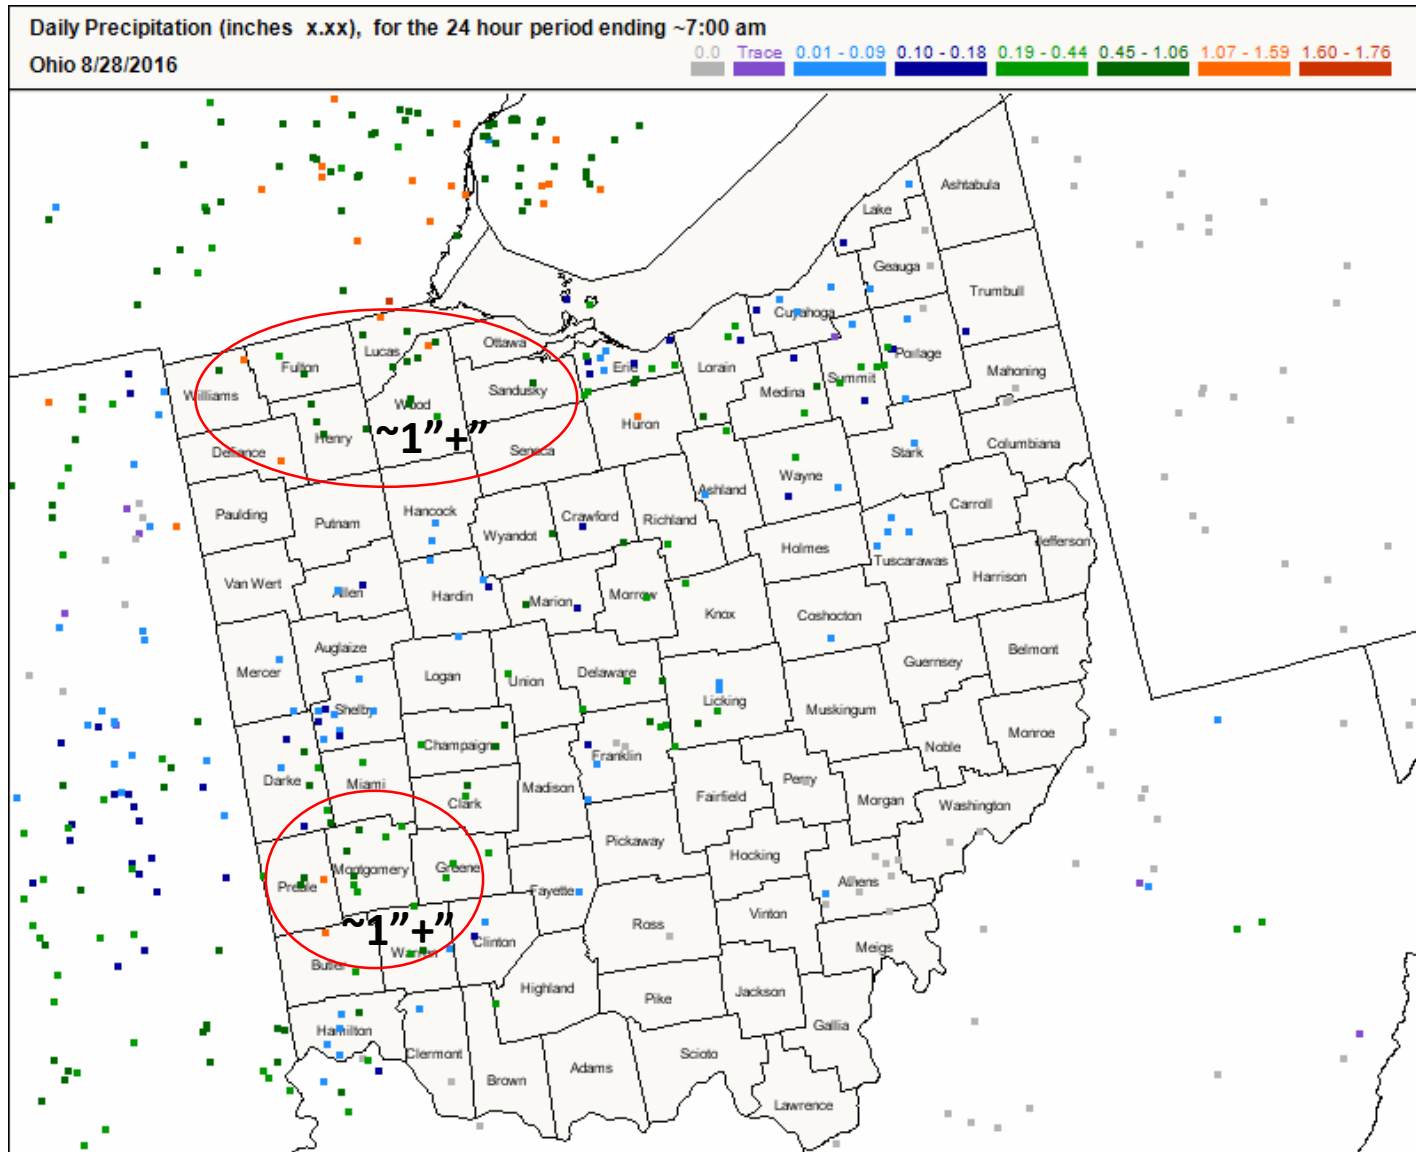 Daily Precipitation (inches x.xx), for the 24 hour period ending ~7:00 am
Ohio 8/28/2016
0.0 Trace 0.01 - 0.09 0.10 - 0.18 0.19 - 0.44 0.45 - 1.06 1.07 - 1.59 1.60 - 1.76
Ashtabula
Lake
Geauga
Trumbull
Cuyahoga
Lucas
Ottawa
Fulton
Erie
Lorain
Portage
Mahoning
Williams
Sandusky
Summit
Medina
Wood
Huron
~1”+”
Henry
Defiance
Seneca
Stark
Columbiana
Ashland
Wayne
Carroll
Paulding
Putnam
Hancock
Crawford
Richland
Wyandot
Holmes
Jefferson
Tuscarawas
Harrison
Van Wert
Allen
Hardin
Marion
Morrow
Knox
Coshocton
Auglaize
Mercer
Logan
Union
Delaware
Guernsey
Belmont
Licking
Shelby
Muskingum
Champaign
Franklin
Noble
Monroe
Darke
Miami
Clark
Madison
Fairfield
Perry
Morgan
Washington
Pickaway
Hocking
Montgomery
Greene
Preble
Fayette
Athens
~1”+”
Ross
Vinton
Warren
Clinton
Meigs
Butler
Highland
Pike
Jackson
Hamilton
Gallia
Clermont
Scioto
Brown
Adams
Lawrence